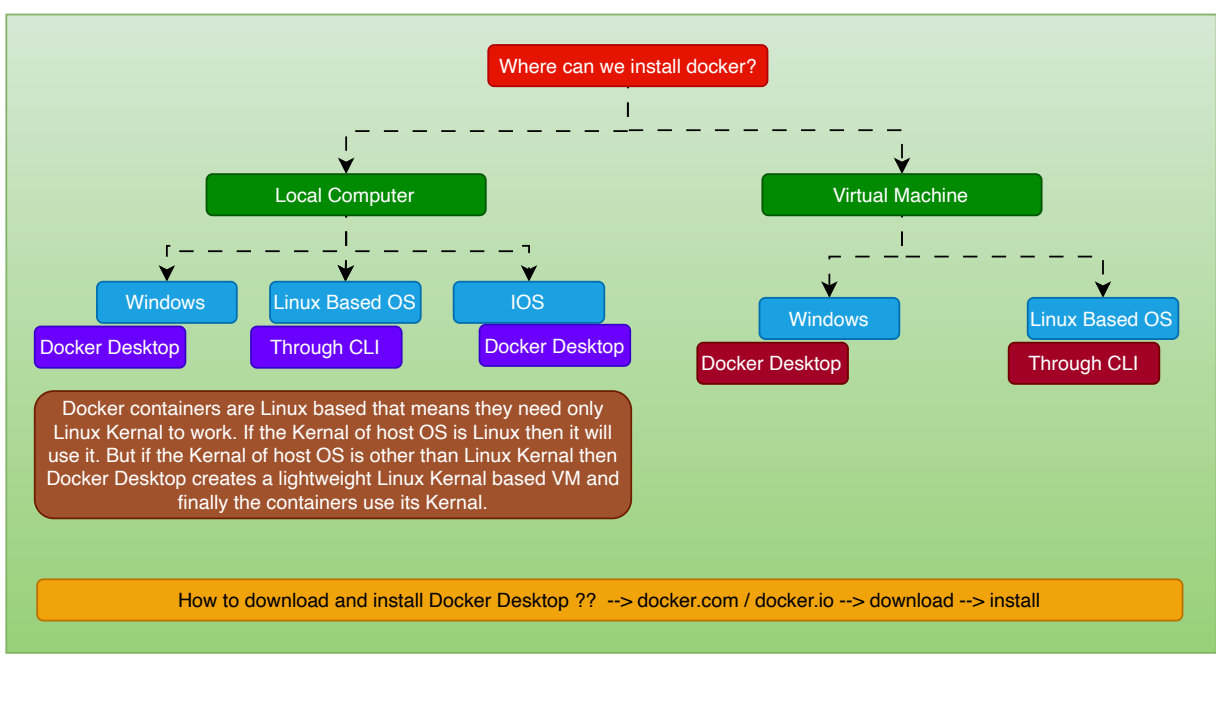 Where can we install docker?
Local Computer
Virtual Machine
Windows
Linux Based OS
IOS
Docker Desktop
Through CLI
Docker Desktop
Windows
Linux Based OS
Docker Desktop
Through CLI
Docker containers are Linux based that means they need only
Linux Kernal to work. If the Kernal of host OS is Linux then it will
use it. But if the Kernal of host OS is other than Linux Kernal then
Docker Desktop creates a lightweight Linux Kernal based VM and
finally the containers use its Kernal.
How to download and install Docker Desktop ?? --> docker.com / docker.io --> download --> install